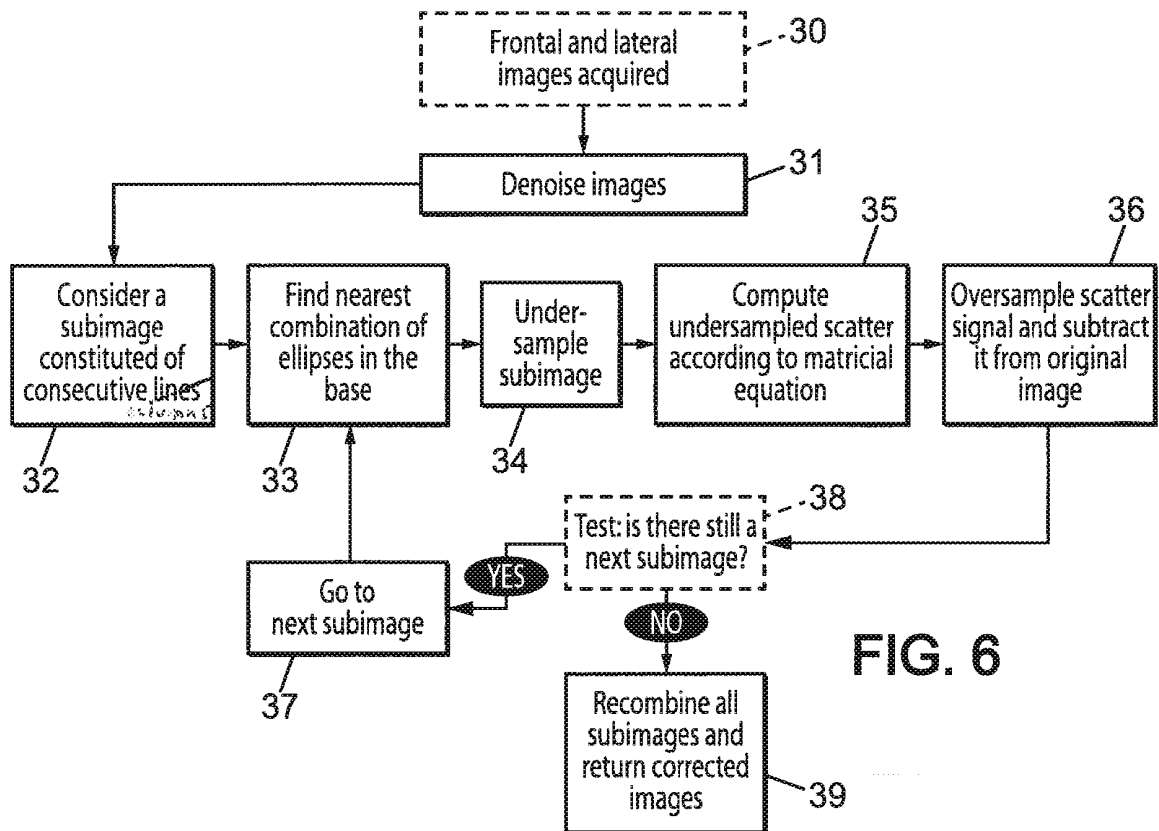 Frontal and lateral
images acquired
30
Denoise images
31
Consider a
subimage
constituted of
consecutive lines
32
Find nearest
combination of
ellipses in the
base
33
Under-
sample
subimage
34
Compute
undersampled scatter
according to matricial
equation
35
Oversample scatter
signal and subtract
it from original
image
36
Test: is there still a
next subimage?
38
YES
Go to
next subimage
37
NO
Recombine all
subimages and
return corrected
images
39
FIG. 6